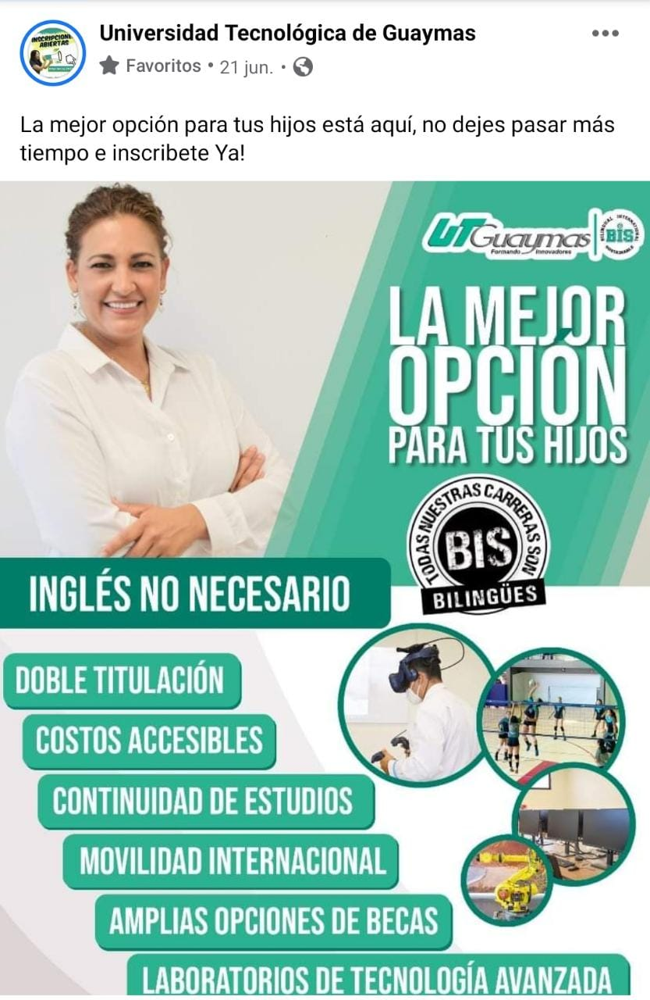 INSCRIPCIONES
ABIERTAS
Universidad Tecnológica de Guaymas
Favoritos • 21 jun. •
La mejor opción para tus hijos está aquí, no dejes pasar más
tiempo e inscribete Ya!
UTGuaymas
Formando Innovadores
BILINGUAL INTERNATIONAL
BIS
SUSTAINABLE
LA MEJOR
OPCIÓN
PARA TUS HIJOS
TODAS NUESTRAS CARRERAS SON
BIS
BILINGÜES
INGLÉS NO NECESARIO
DOBLE TITULACIÓN
COSTOS ACCESIBLES
CONTINUIDAD DE ESTUDIOS
MOVILIDAD INTERNACIONAL
AMPLIAS OPCIONES DE BECAS
LABORATORIOS DE TECNOLOGÍA AVANZADA